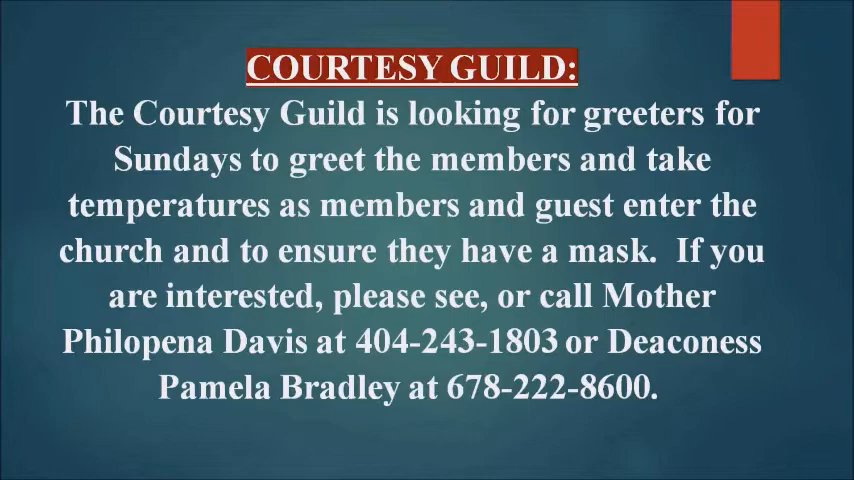 COURTESY GUILD:
The Courtesy Guild is looking for greeters for
Sundays to greet the members and take
temperatures as members and guest enter the
church and to ensure they have a mask.  If you
are interested, please see, or call Mother
Philopena Davis at 404-243-1803 or Deaconess
Pamela Bradley at 678-222-8600.